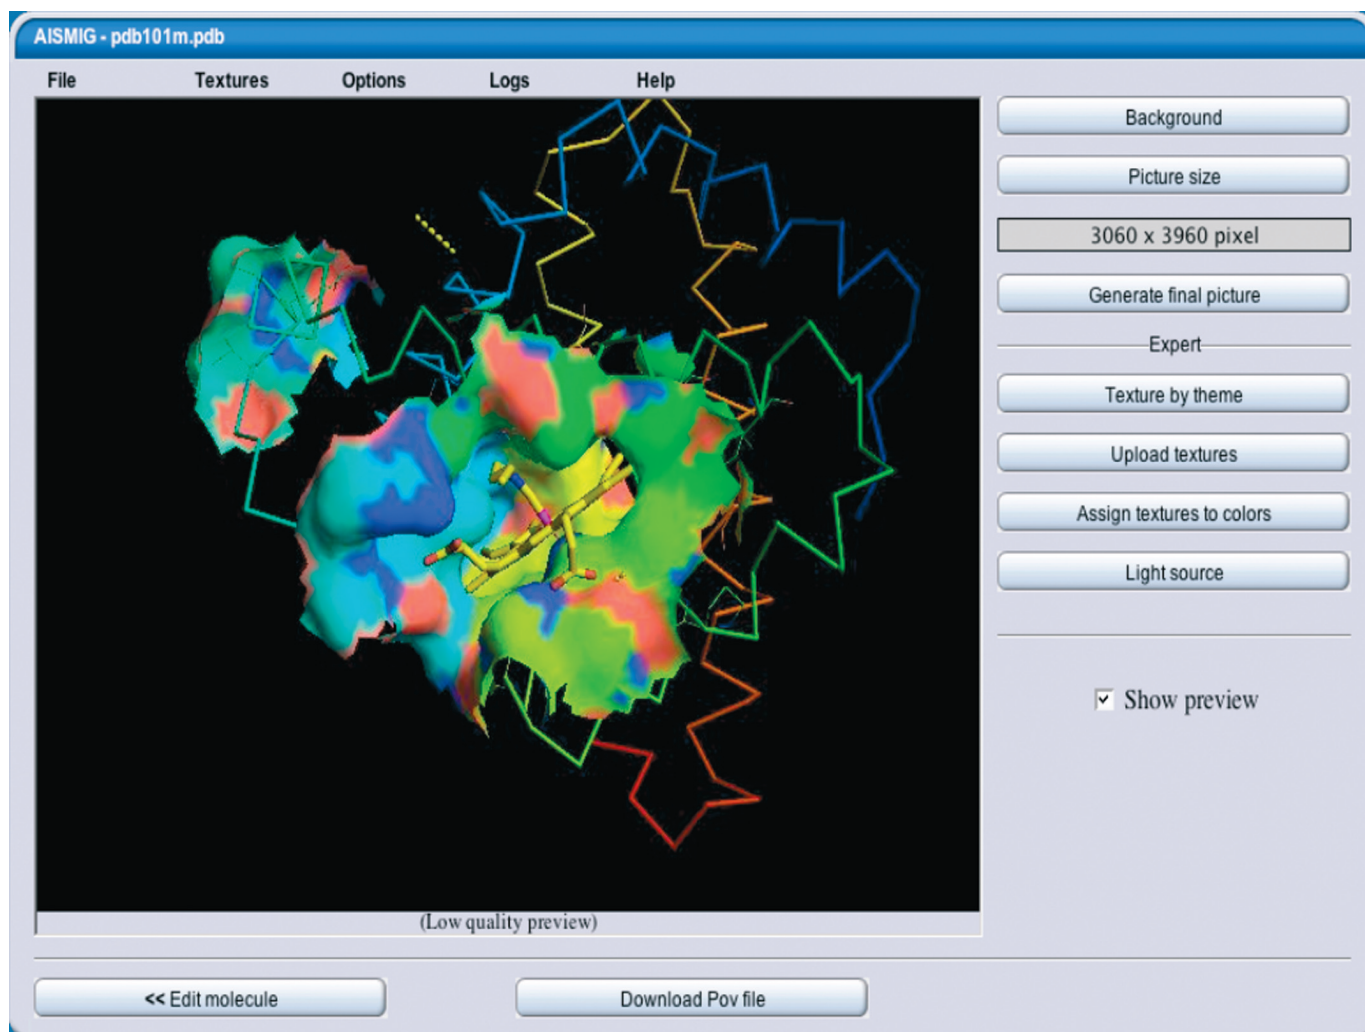 AISMIG - pdb101m.pdb
File Textures Options Logs Help
Background
Picture size
3060 x 3960 pixel
Generate final picture
Expert
Texture by theme
Upload textures
Assign textures to colors
Light source
Show preview
(Low quality preview)
<< Edit molecule
Download Pov file